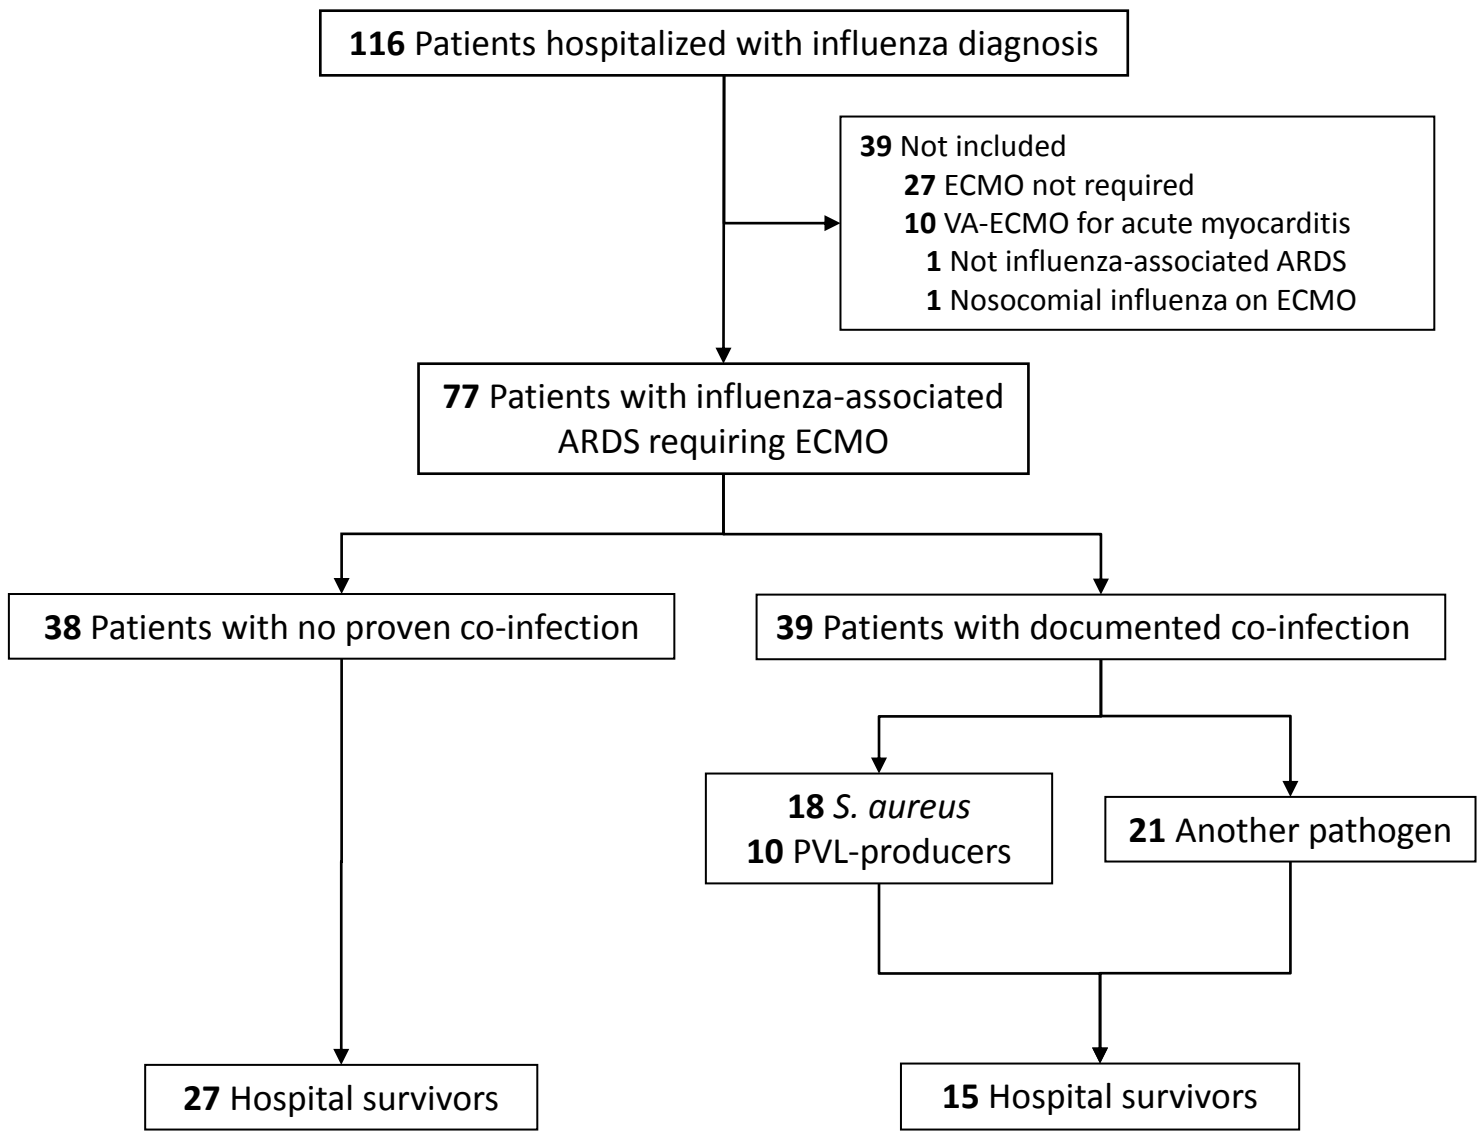 116 Patients hospitalized with influenza diagnosis
39 Not included
27 ECMO not required
10 VA-ECMO for acute myocarditis
1 Not influenza-associated ARDS
1 Nosocomial influenza on ECMO
77 Patients with influenza-associated
ARDS requiring ECMO
38 Patients with no proven co-infection
39 Patients with documented co-infection
18 S. aureus
10 PVL-producers
21 Another pathogen
27 Hospital survivors
15 Hospital survivors